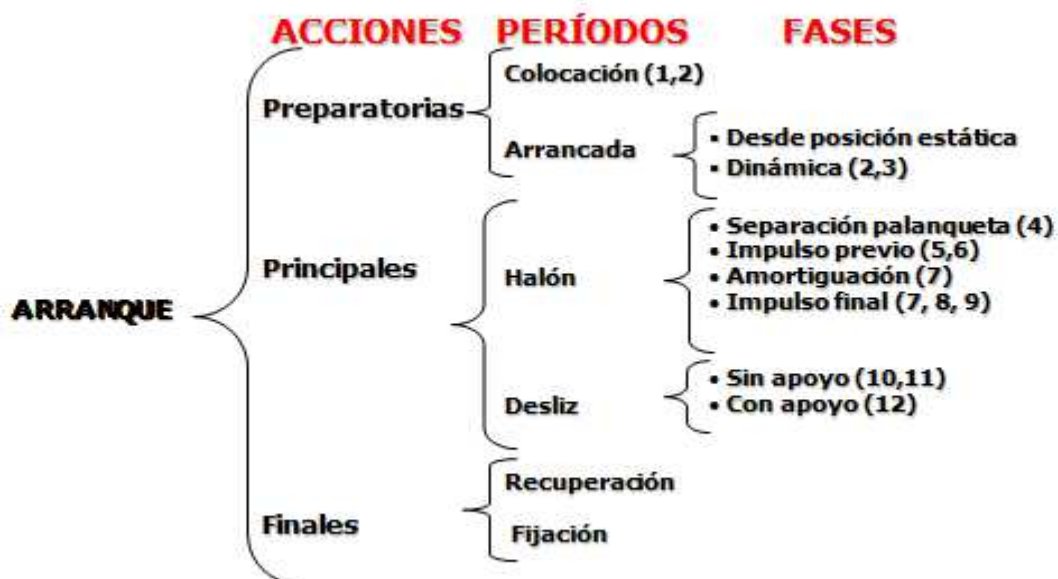 ACCIONES PERÍODOS FASES
Colocación (1,2)
Preparatorias
Arrancada
▪ Desde posición estática
▪ Dinámica (2,3)
Principales
Halón
• Separación palanqueta (4)
• Impulso previo (5,6)
• Amortiguación (7)
• Impulso final (7, 8, 9)
ARRANQUE
Desliz
• Sin apoyo (10,11)
• Con apoyo (12)
Recuperación
Finales
Fijación